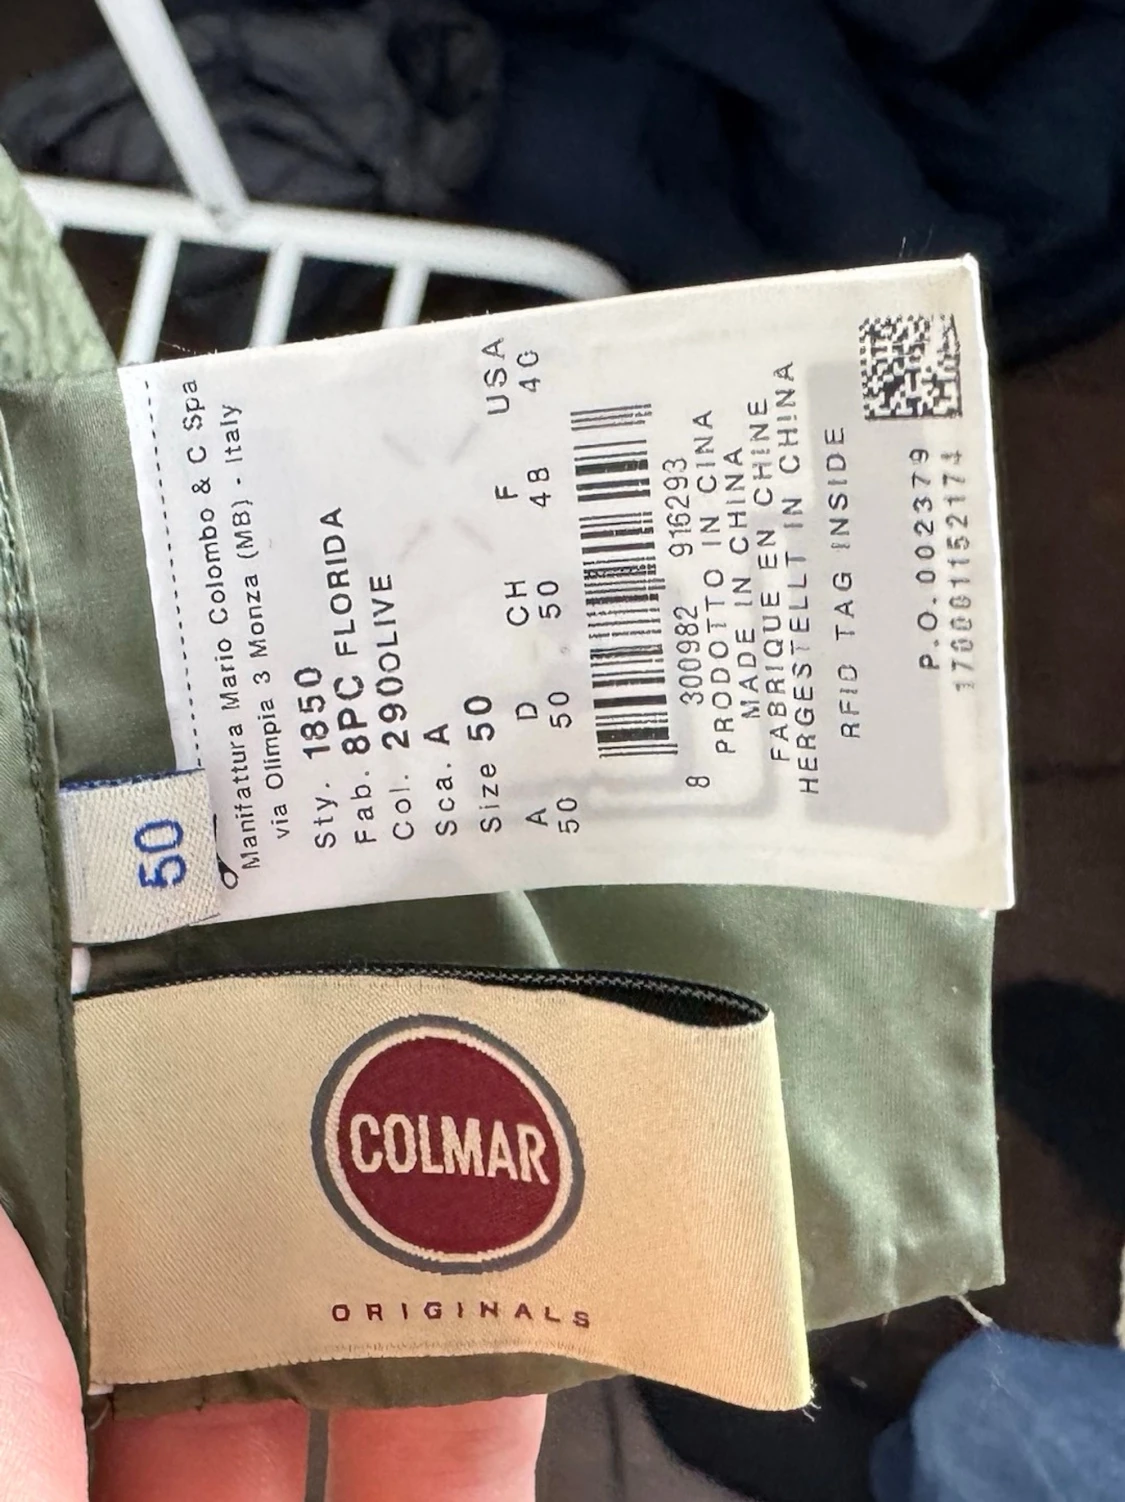 Manifattura Mario Colombo & C Spa
via Olimpia 3 Monza (MB) - Italy
Sty. 1850
Fab. 8PC FLORIDA
Col. 290OLIVE
Sca. A
Size 50
A D CH F USA
50 50 50 48 40
8 300982 916293
PRODOTTO IN CINA
MADE IN CHINA
FABRIQUE EN CHINE
HERGESTELLT IN CHINA
RFID TAG INSIDE
P.O.002379
50
COLMAR
ORIGINALS